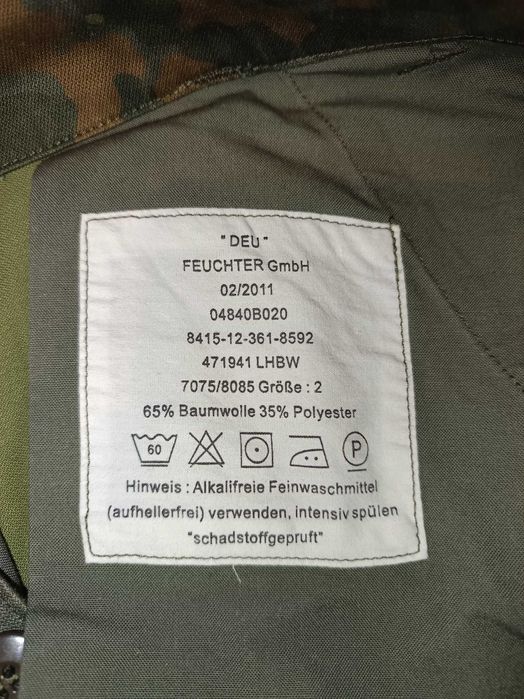 "DEU"
FEUCHTER GmbH
02/2011
04840B020
8415-12-361-8592
471941 LHBW
7075/8085 Größe : 2
65% Baumwolle 35% Polyester
60 P
Hinweis : Alkalifreie Feinwaschmittel
(aufhellerfrei) verwenden, intensiv spülen
"schadstoffgepruft"